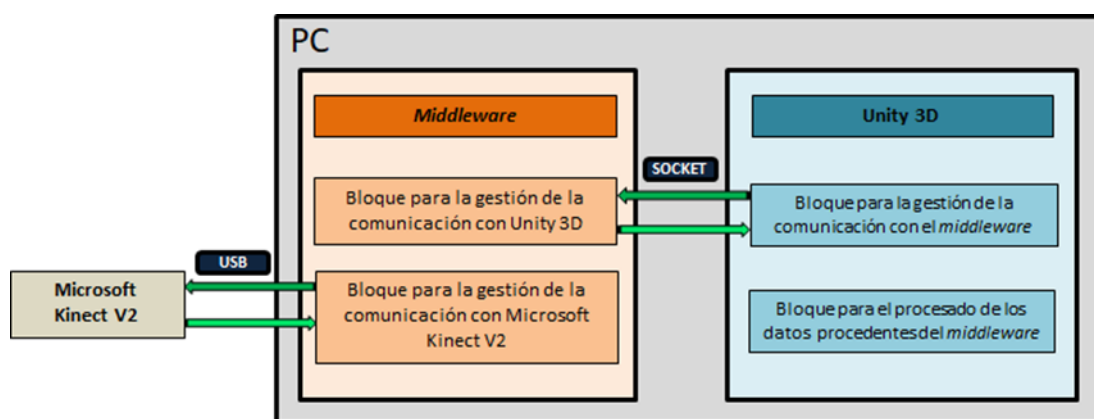 PC
Middleware
Unity 3D
SOCKET
Bloque para la gestión de la
comunicación con Unity 3D
Bloque para la gestión de la
comunicación con el middleware
USB
Microsoft
Kinect V2
Bloque para la gestión de la
comunicación con Microsoft
Kinect V2
Bloque para el procesado de los
datos procedentes del middleware